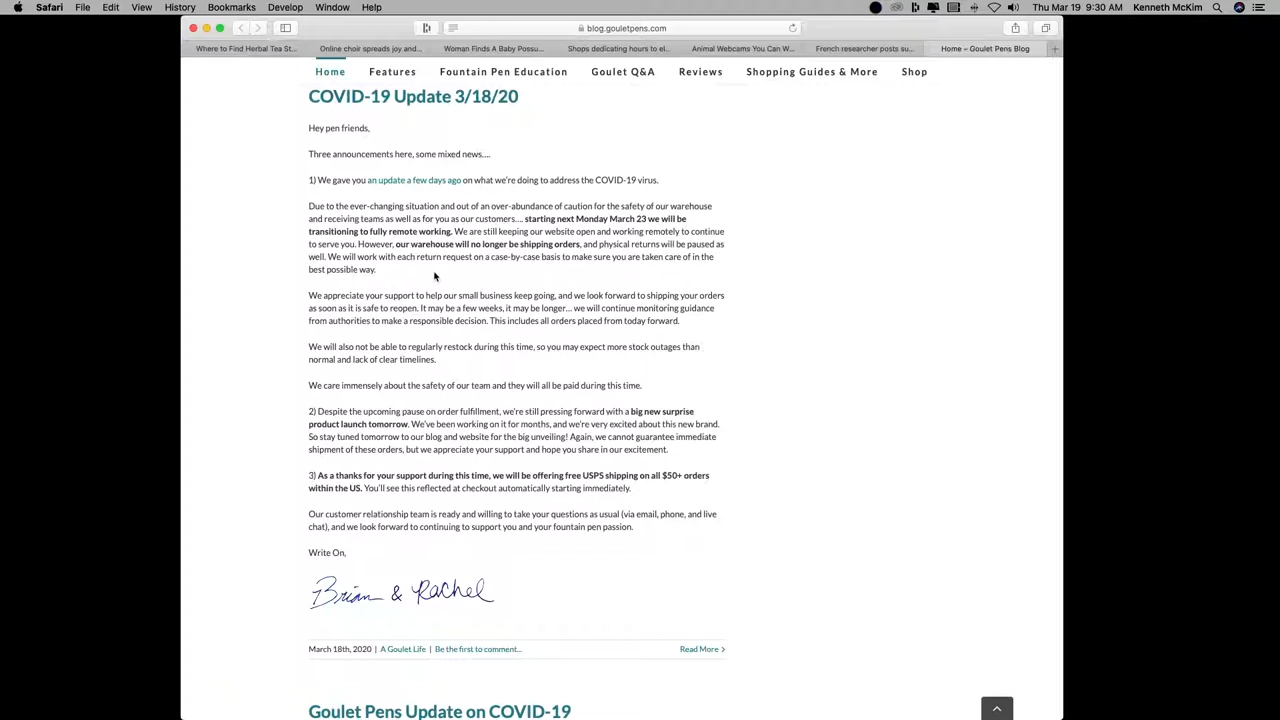 Safari File Edit View History Bookmarks Develop Window Help Thu Mar 19 9:30 AM Kenneth McKim
blog.gouletpens.com
Where to Find Herbal Tea St... Online choir spreads joy and... Woman Finds A Baby Possu... Shops dedicating hours to el... Animal Webcams You Can W... French researcher posts su... Home – Goulet Pens Blog
Home Features Fountain Pen Education Goulet Q&A Reviews Shopping Guides & More Shop
COVID-19 Update 3/18/20
Hey pen friends,
Three announcements here, some mixed news....
1) We gave you an update a few days ago on what we're doing to address the COVID-19 virus.
Due to the ever-changing situation and out of an over-abundance of caution for the safety of our warehouse
and receiving teams as well as for you as our customers.... starting next Monday March 23 we will be
transitioning to fully remote working. We are still keeping our website open and working remotely to continue
to serve you. However, our warehouse will no longer be shipping orders, and physical returns will be paused as
well. We will work with each return request on a case-by-case basis to make sure you are taken care of in the
best possible way.
We appreciate your support to help our small business keep going, and we look forward to shipping your orders
as soon as it is safe to reopen. It may be a few weeks, it may be longer... we will continue monitoring guidance
from authorities to make a responsible decision. This includes all orders placed from today forward.
We will also not be able to regularly restock during this time, so you may expect more stock outages than
normal and lack of clear timelines.
We care immensely about the safety of our team and they will all be paid during this time.
2) Despite the upcoming pause on order fulfillment, we're still pressing forward with a big new surprise
product launch tomorrow. We've been working on it for months, and we're very excited about this new brand.
So stay tuned tomorrow to our blog and website for the big unveiling! Again, we cannot guarantee immediate
shipment of these orders, but we appreciate your support and hope you share in our excitement.
3) As a thanks for your support during this time, we will be offering free USPS shipping on all $50+ orders
within the US. You'll see this reflected at checkout automatically starting immediately.
Our customer relationship team is ready and willing to take your questions as usual (via email, phone, and live
chat), and we look forward to continuing to support you and your fountain pen passion.
Write On,
Brian & Rachel
March 18th, 2020 | A Goulet Life | Be the first to comment... Read More
Goulet Pens Update on COVID-19